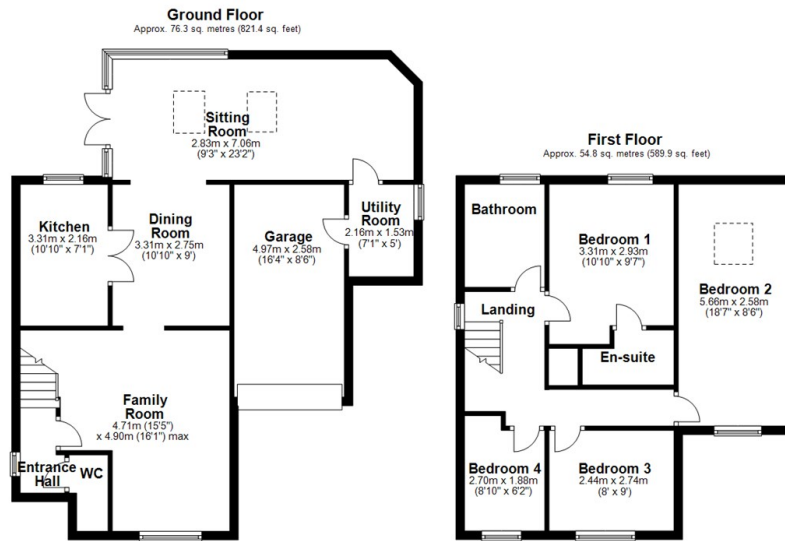 Ground Floor
Approx. 76.3 sq. metres (821.4 sq. feet)
Sitting
Room
2.83m x 7.06m
(9'3" x 23'2")
Kitchen
3.31m x 2.16m
(10'10" x 7'1")
Dining
Room
3.31m x 2.75m
(10'10" x 9')
Garage
4.97m x 2.58m
(16'4" x 8'6")
Utility
Room
2.16m x 1.53m
(7'1" x 5')
Family
Room
4.71m (15'5")
x 4.90m (16'1") max
Entrance
Hall
WC
First Floor
Approx. 54.8 sq. metres (589.9 sq. feet)
Bathroom
Bedroom 1
3.31m x 2.93m
(10'10" x 9'7")
Bedroom 2
5.66m x 2.58m
(18'7" x 8'6")
Landing
En-suite
Bedroom 4
2.70m x 1.88m
(8'10" x 6'2")
Bedroom 3
2.44m x 2.74m
(8' x 9')